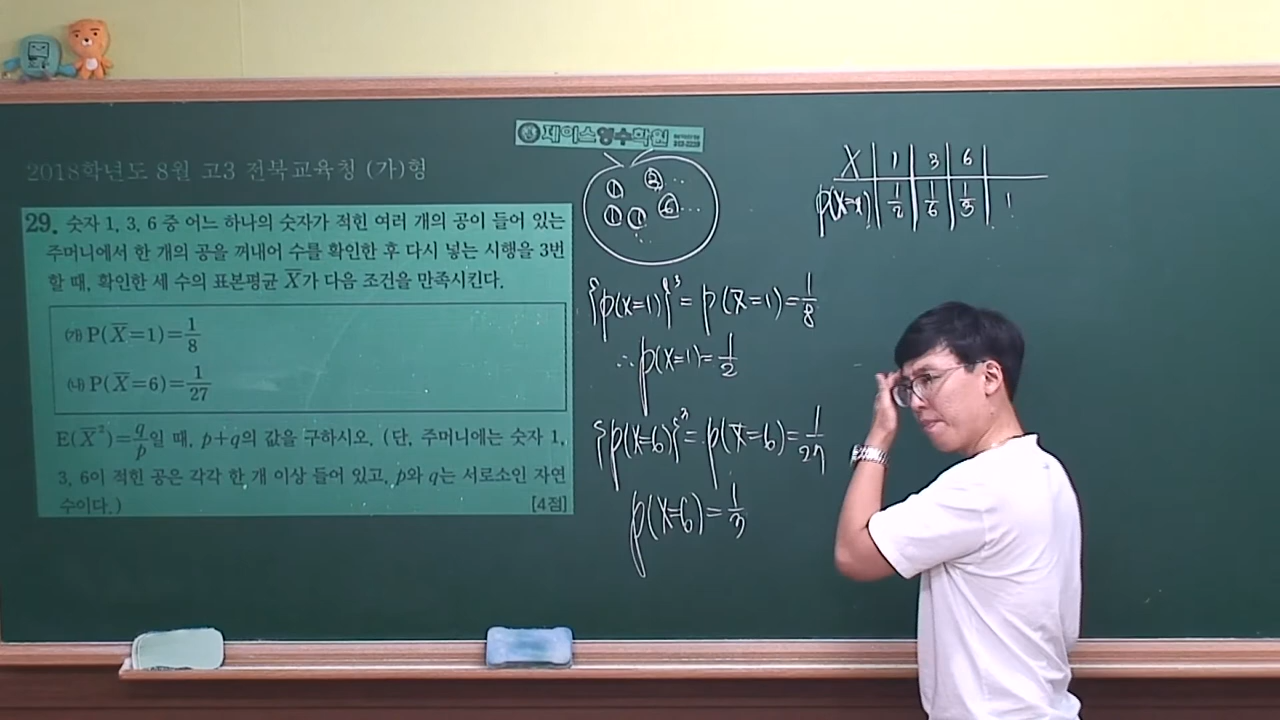 제이스영수학원
2018학년도 8월 고3 전북교육청 (가)형
29. 숫자 1, 3, 6 중 어느 하나의 숫자가 적힌 여러 개의 공이 들어 있는
주머니에서 한 개의 공을 꺼내어 수를 확인한 후 다시 넣는 시행을 3번
할 때, 확인한 세 수의 표본평균 X̄가 다음 조건을 만족시킨다.
(가) P(X̄=1)=1/8
(나) P(X̄=6)=1/27
E(X̄²)=q/p일 때, p+q의 값을 구하시오. (단, 주머니에는 숫자 1,
3, 6이 적힌 공은 각각 한 개 이상 들어 있고, p와 q는 서로소인 자연
수이다.) [4점]
① ③ ..
① ① ⑥ ...
{p(X=1)}³ = p(X̄=1) = 1/8
∴ p(X=1) = 1/2
{p(X=6)}³ = p(X̄=6) = 1/27
p(X=6) = 1/3
X 1 3 6
p(X=x) 1/2 1/6 1/3 1